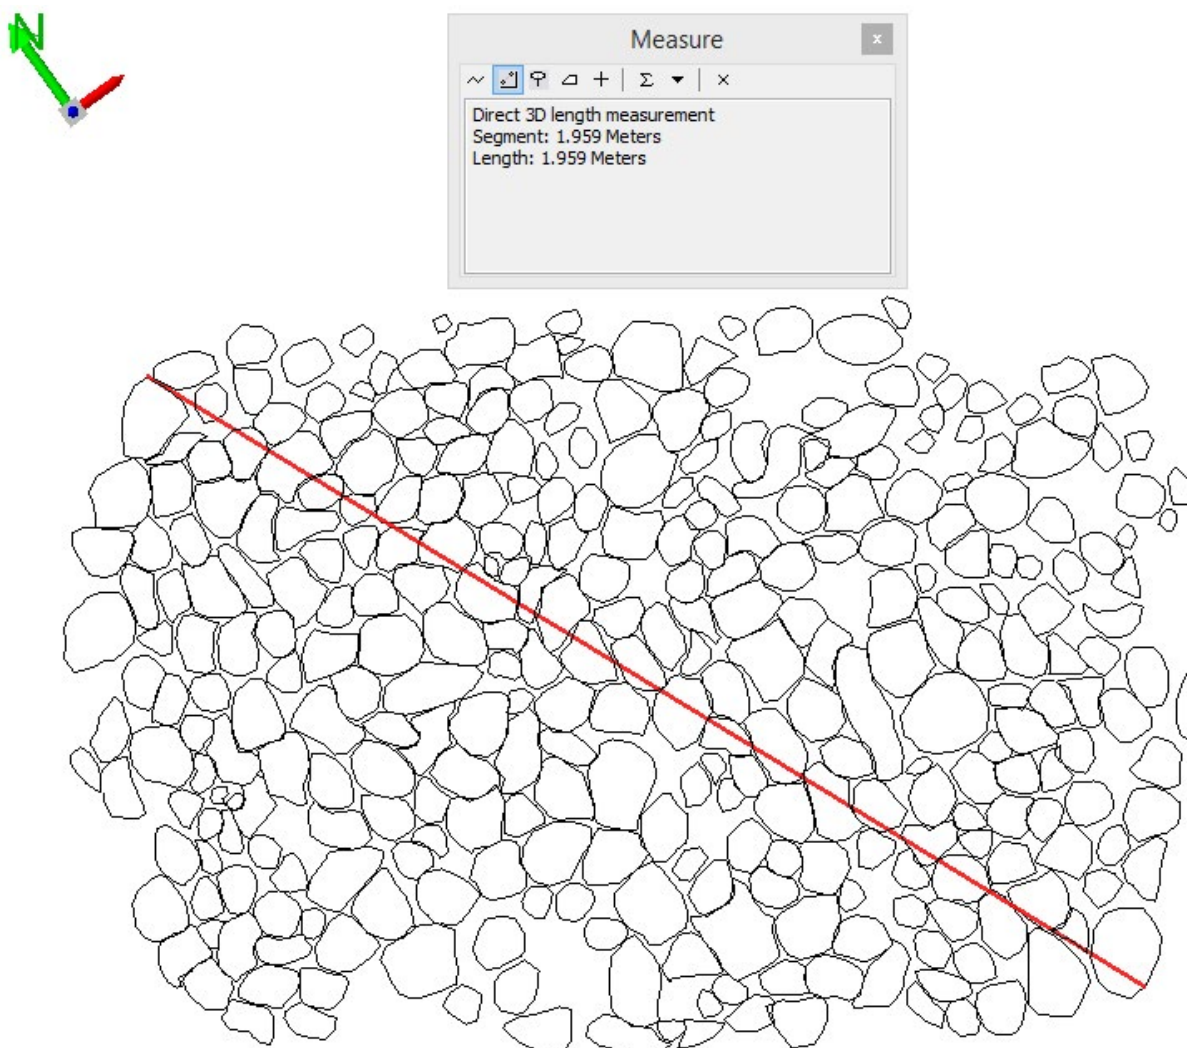 N
Measure
Direct 3D length measurement
Segment: 1.959 Meters
Length: 1.959 Meters